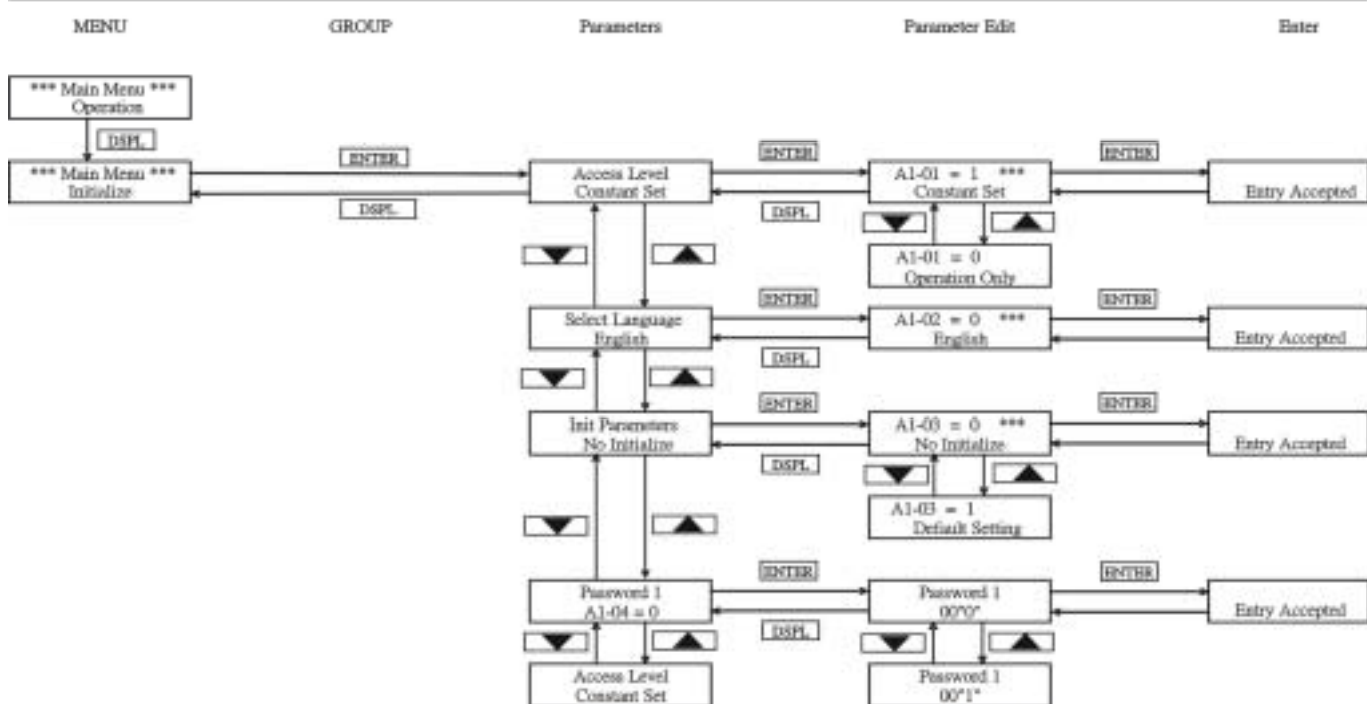 MENU GROUP Parameters Parameter Edit Enter
*** Main Menu ***
Operation
DSPL
*** Main Menu ***
Initialize
ENTER
DSPL
Access Level
Constant Set
ENTER
DSPL
A1-01 = 1 ***
Constant Set
ENTER
Entry Accepted
A1-01 = 0
Operation Only
Select Language
English
ENTER
DSPL
A1-02 = 0 ***
English
ENTER
Entry Accepted
Init Parameters
No Initialize
ENTER
DSPL
A1-03 = 0 ***
No Initialize
ENTER
Entry Accepted
A1-03 = 1
Default Setting
Password 1
A1-04 = 0
ENTER
DSPL
Password 1
00"0"
ENTER
Entry Accepted
Access Level
Constant Set
Password 1
00"1"